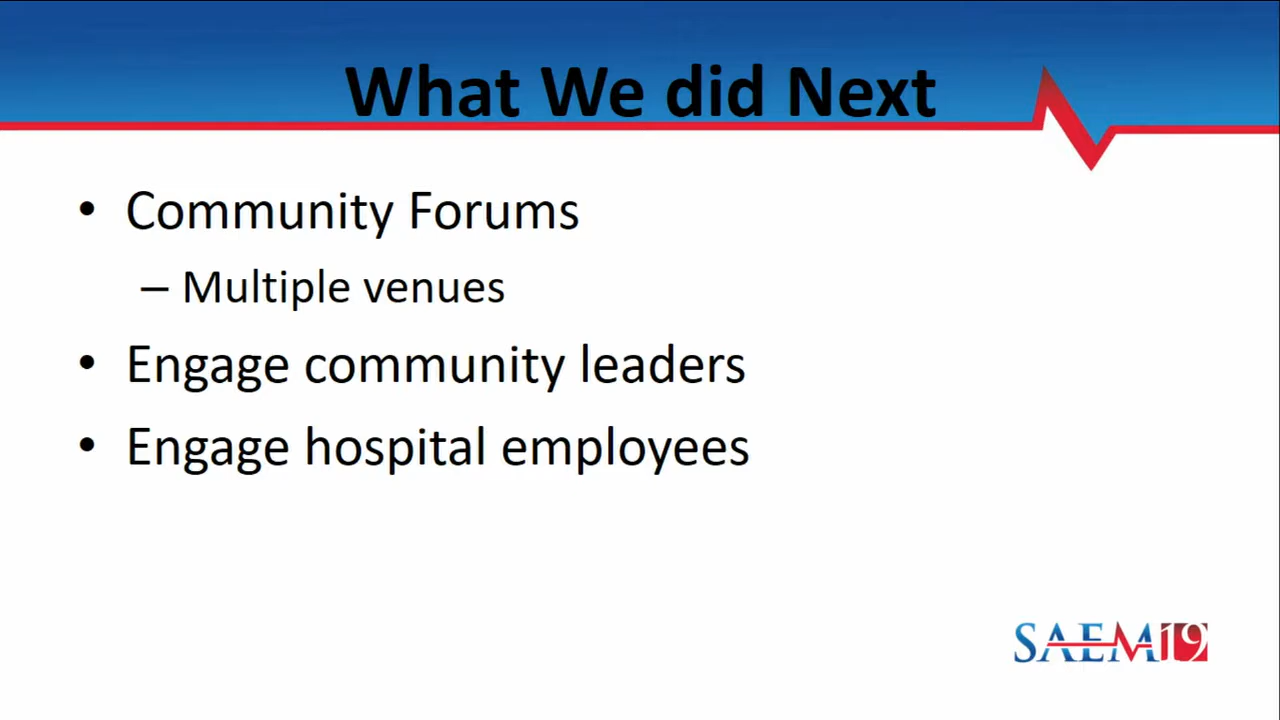 What We did Next
• Community Forums
– Multiple venues
• Engage community leaders
• Engage hospital employees
SAEM19